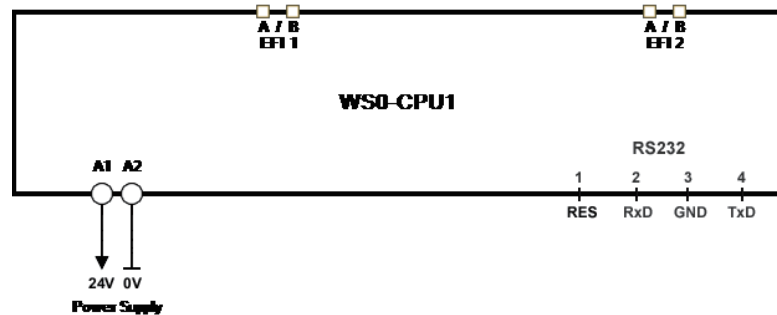 A / B A / B
EFI 1 EFI 2
WS0-CPU1
RS232
A1 A2
1 2 3 4
RES RxD GND TxD
24V 0V
Power Supply